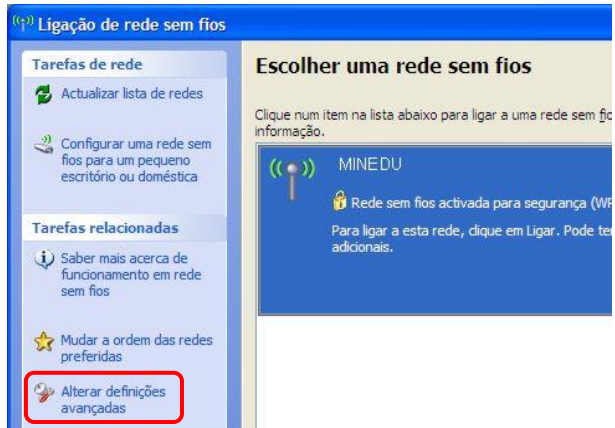 Ligação de rede sem fios
Tarefas de rede
Actualizar lista de redes
Configurar uma rede sem
fios para um pequeno
escritório ou doméstica
Tarefas relacionadas
Saber mais acerca de
funcionamento em rede
sem fios
Mudar a ordem das redes
preferidas
Alterar definições
avançadas
Escolher uma rede sem fios
Clique num item na lista abaixo para ligar a uma rede sem fio
informação.
MINEDU
Rede sem fios activada para segurança (WP
Para ligar a esta rede, clique em Ligar. Pode ter
adicionais.